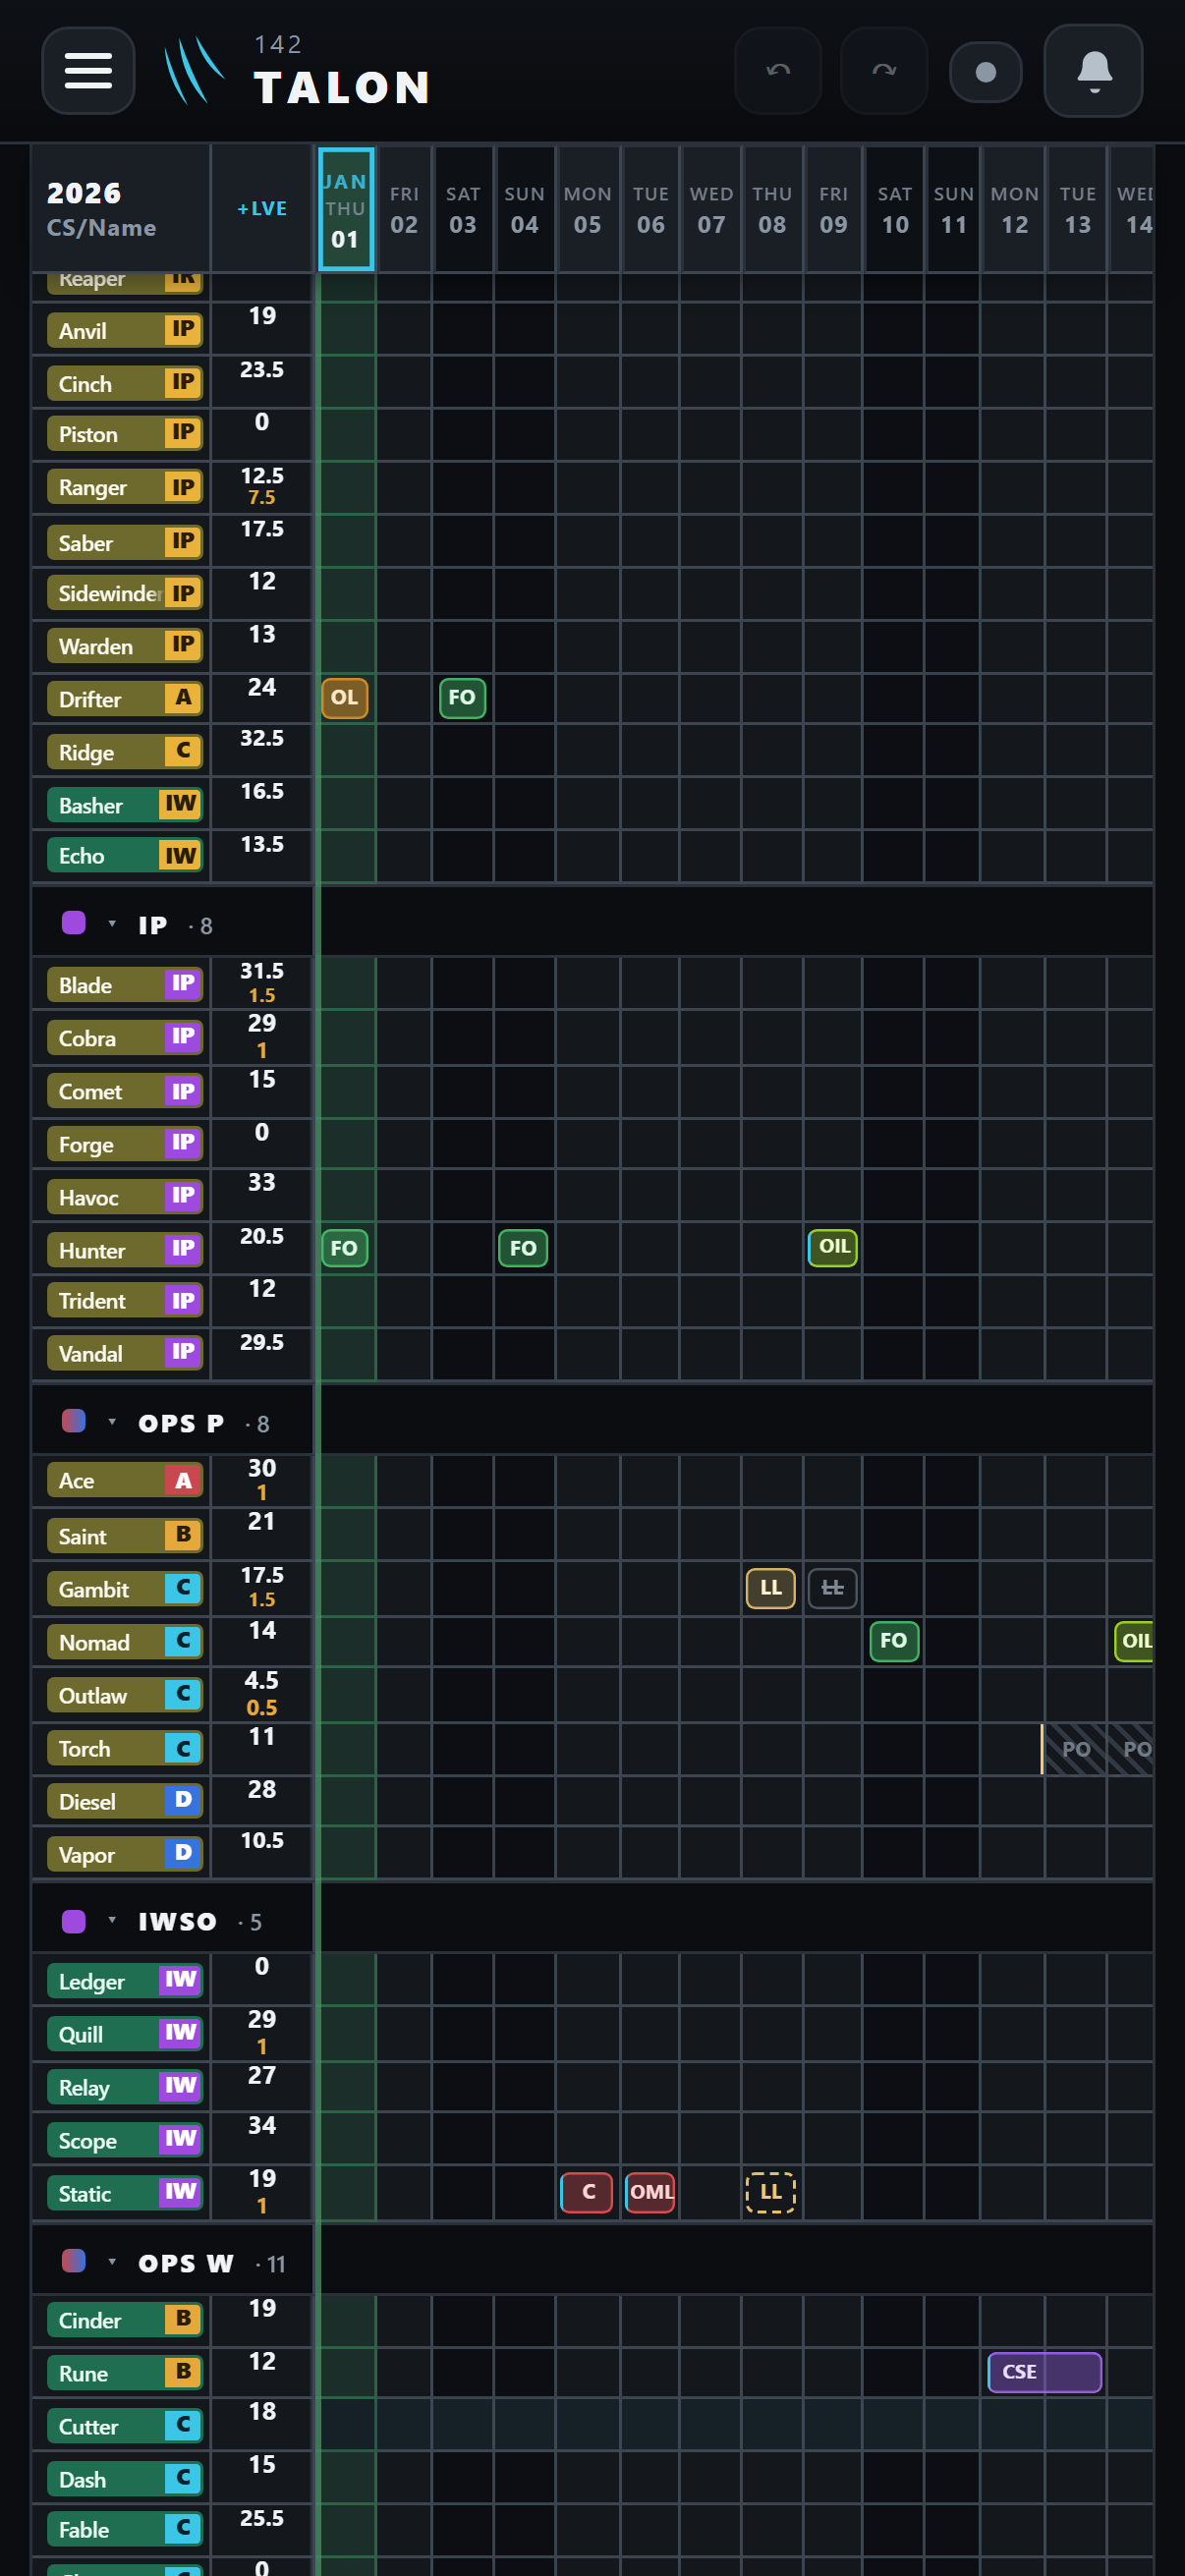 142
TALON
2026
CS/Name
+LVE
JAN THU 01
FRI 02
SAT 03
SUN 04
MON 05
TUE 06
WED 07
THU 08
FRI 09
SAT 10
SUN 11
MON 12
TUE 13
WED 14
Reaper IR
Anvil IP 19
Cinch IP 23.5
Piston IP 0
Ranger IP 12.5 7.5
Saber IP 17.5
Sidewinder IP 12
Warden IP 13
Drifter A 24 OL FO
Ridge C 32.5
Basher IW 16.5
Echo IW 13.5
IP · 8
Blade IP 31.5 1.5
Cobra IP 29 1
Comet IP 15
Forge IP 0
Havoc IP 33
Hunter IP 20.5 FO FO OIL
Trident IP 12
Vandal IP 29.5
OPS P · 8
Ace A 30 1
Saint B 21
Gambit C 17.5 1.5 LL LL
Nomad C 14 FO OIL
Outlaw C 4.5 0.5
Torch C 11 PO PO
Diesel D 28
Vapor D 10.5
IWSO · 5
Ledger IW 0
Quill IW 29 1
Relay IW 27
Scope IW 34
Static IW 19 1 C OML LL
OPS W · 11
Cinder B 19
Rune B 12 CSE
Cutter C 18
Dash C 15
Fable C 25.5
0